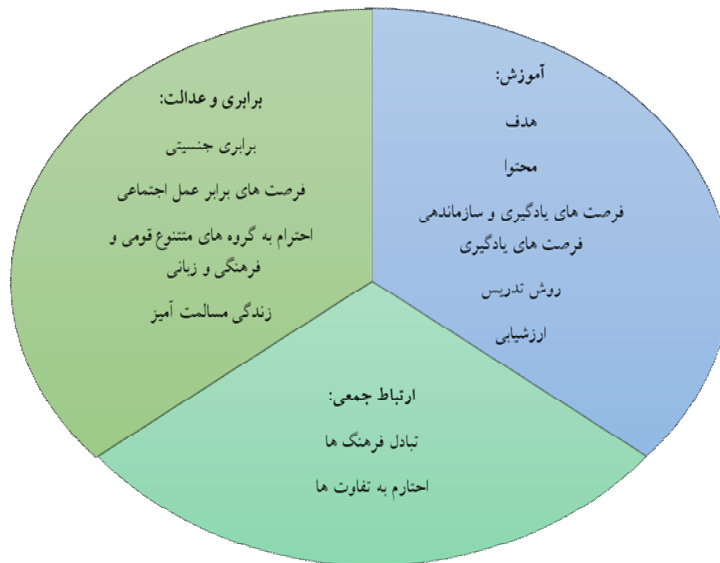 آموزش:
هدف
محتوا
فرصت های یادگیری و سازماندهی
فرصت های یادگیری
روش تدریس
ارزشیابی
برابری و عدالت:
برابری جنسیتی
فرصت های برابر عمل اجتماعی
احترام به گروه های متتنوع قومی و
فرهنگی و زبانی
زندگی مسالمت آمیز
ارتباط جمعی:
تبادل فرهنگ ها
احتارم به تفاوت ها